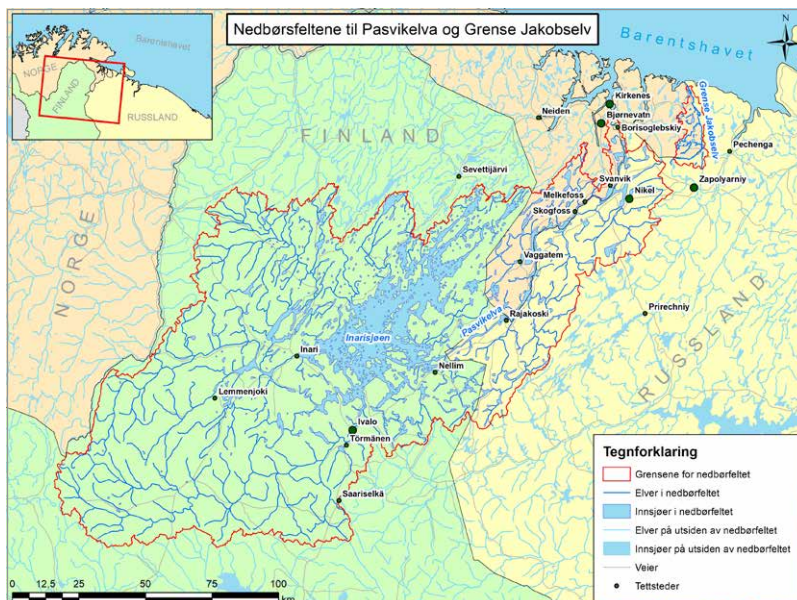 Nedbørsfeltene til Pasvikelva og Grense Jakobselv
Barentshavet
NORGE
FINLAND
RUSSLAND
Barentshavet
N
Kirkenes
Bjørnevatn
Borisoglebskiy
Neiden
Grense Jakobselv
Pechenga
FINLAND
Sevettijärvi
Svanvik
Zapolyarniy
Melkefoss
Nikel
Skogfoss
NORGE
Vaggatem
Pasvikelva
Rajakoski
Prirechniy
Inarisjøen
Inari
Nellim
RUSSLAND
Lemmenjoki
Ivalo
Törmänen
Saariselkä
Tegnforklaring
Grensene for nedbørfeltet
Elver i nedbørfeltet
Innsjøer i nedbørfeltet
Elver på utsiden av nedbørfeltet
Innsjøer på utsiden av nedbørfeltet
Veier
Tettsteder
0 12,5 25 50 75 100
km